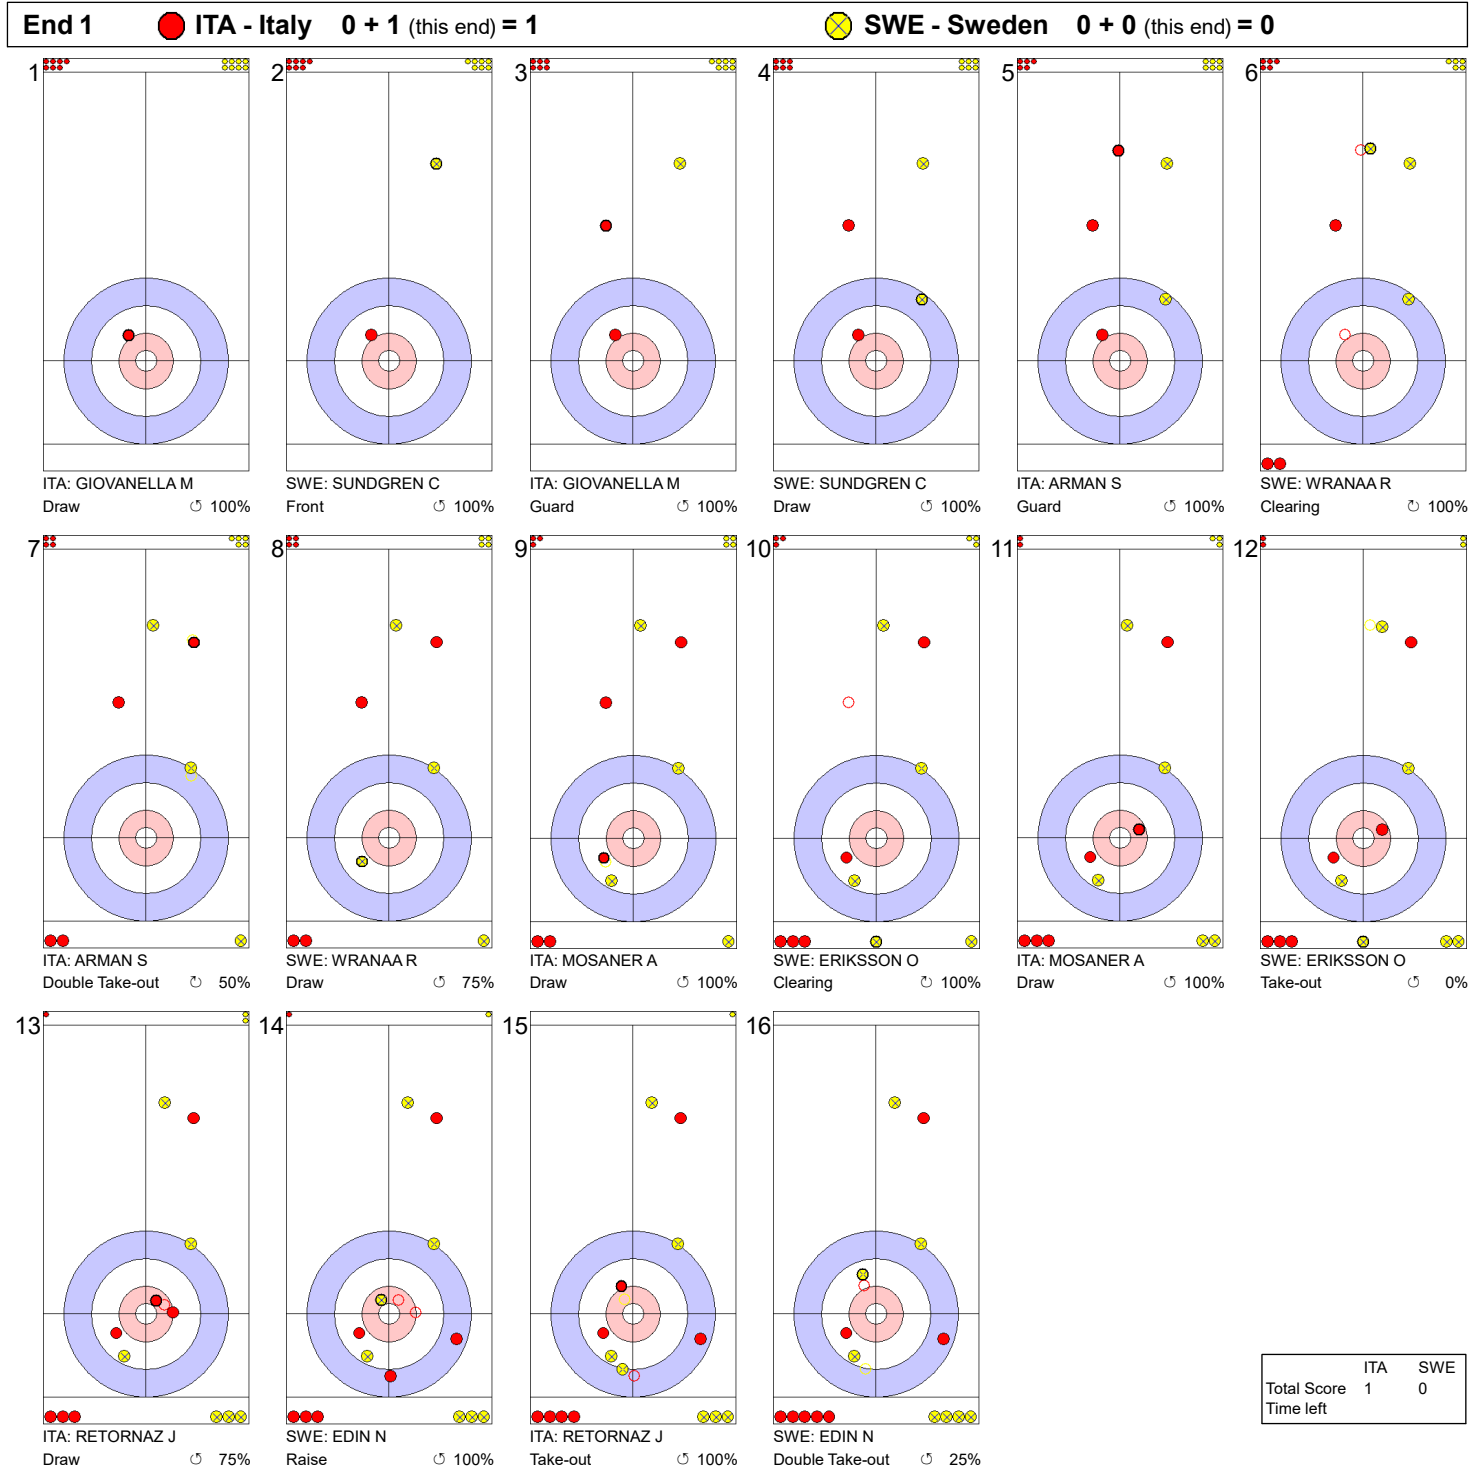 End 1 ITA - Italy 0 + 1 (this end) = 1 SWE - Sweden 0 + 0 (this end) = 0
1 2 3 4 5 6
ITA: GIOVANELLA M
Draw 100%
SWE: SUNDGREN C
Front 100%
ITA: GIOVANELLA M
Guard 100%
SWE: SUNDGREN C
Draw 100%
ITA: ARMAN S
Guard 100%
SWE: WRANAA R
Clearing 100%
7 8 9 10 11 12
ITA: ARMAN S
Double Take-out 50%
SWE: WRANAA R
Draw 75%
ITA: MOSANER A
Draw 100%
SWE: ERIKSSON O
Clearing 100%
ITA: MOSANER A
Draw 100%
SWE: ERIKSSON O
Take-out 0%
13 14 15 16
ITA: RETORNAZ J
Draw 75%
SWE: EDIN N
Raise 100%
ITA: RETORNAZ J
Take-out 100%
SWE: EDIN N
Double Take-out 25%
ITA SWE
Total Score 1 0
Time left